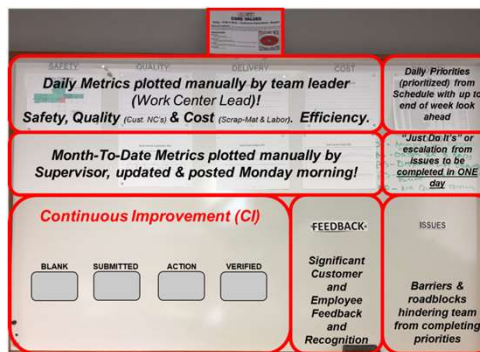 CORE VALUES
SAFETY
QUALITY
DELIVERY
COST
Daily Metrics plotted manually by team leader
(Work Center Lead)!
Safety, Quality (Cust. NC's) & Cost (Scrap-Mat & Labor). Efficiency.
Daily Priorities
(prioritized) from
Schedule with up to
end of week look
ahead
Month-To-Date Metrics plotted manually by
Supervisor, updated & posted Monday morning!
"Just Do It's" or
escalation from
issues to be
completed in ONE
day
Continuous Improvement (CI)
BLANK
SUBMITTED
ACTION
VERIFIED
FEEDBACK
Significant
Customer
and
Employee
Feedback
and
Recognition
ISSUES
Barriers &
roadblocks
hindering team
from completing
priorities